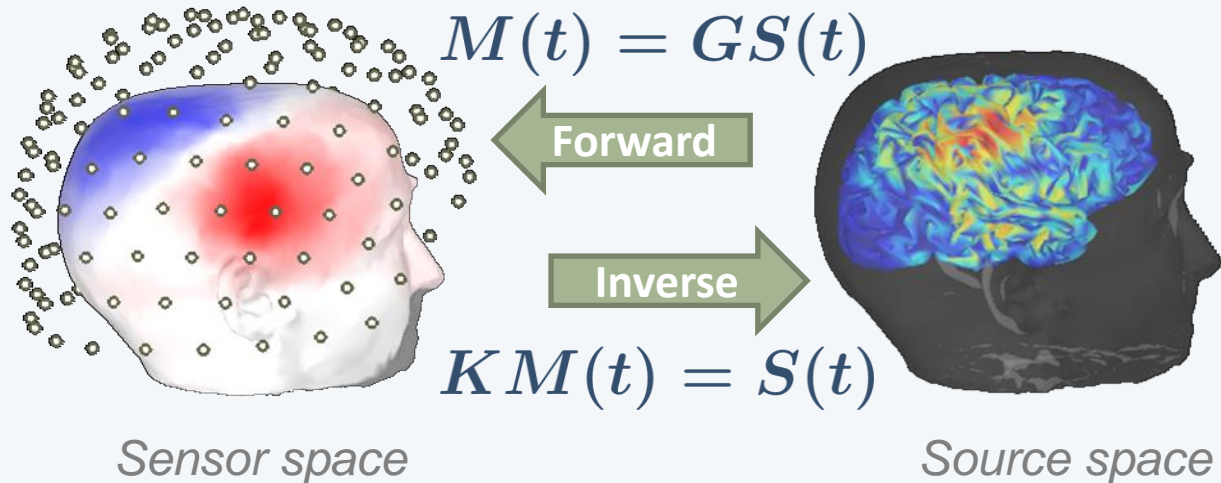 M(t) = GS(t)
Forward
Inverse
KM(t) = S(t)
Sensor space
Source space